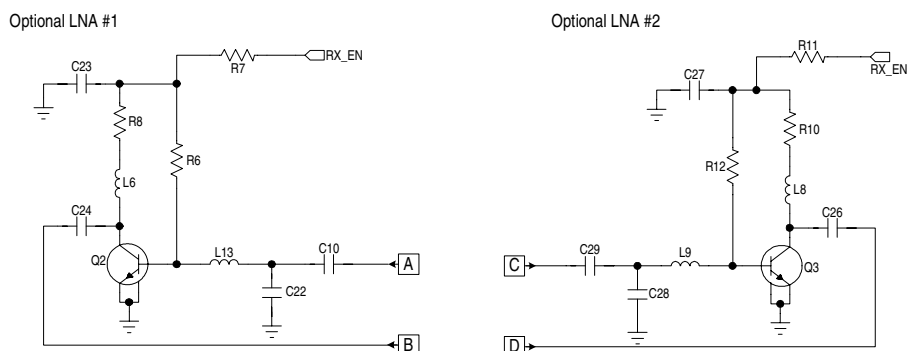 Optional LNA #1
Optional LNA #2
R11
RX_EN
R7
RX_EN
C23
C27
R8
R10
R6
R12
L6
L8
C24
C26
Q2
L13
C10
A
C
C29
L9
Q3
C22
C28
B
D